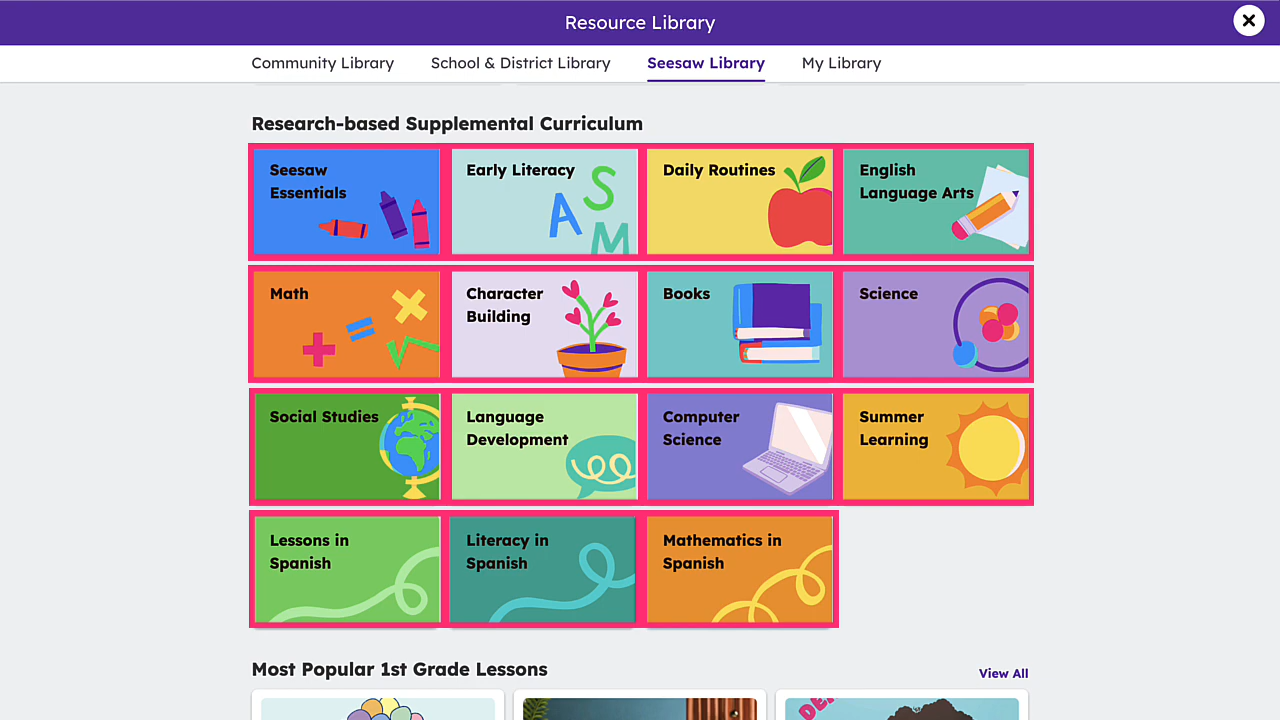 Resource Library
Community Library
School & District Library
Seesaw Library
My Library
Research-based Supplemental Curriculum
Seesaw
Essentials
Early Literacy
A S M
Daily Routines
English
Language Arts
Math
Character
Building
Books
Science
Social Studies
Language
Development
Computer
Science
Summer
Learning
Lessons in
Spanish
Literacy in
Spanish
Mathematics in
Spanish
Most Popular 1st Grade Lessons
View All